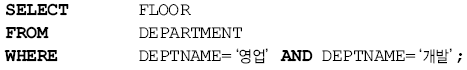 SELECT FLOOR
FROM DEPARTMENT
WHERE DEPTNAME=‘영업’ AND DEPTNAME=‘개발’;